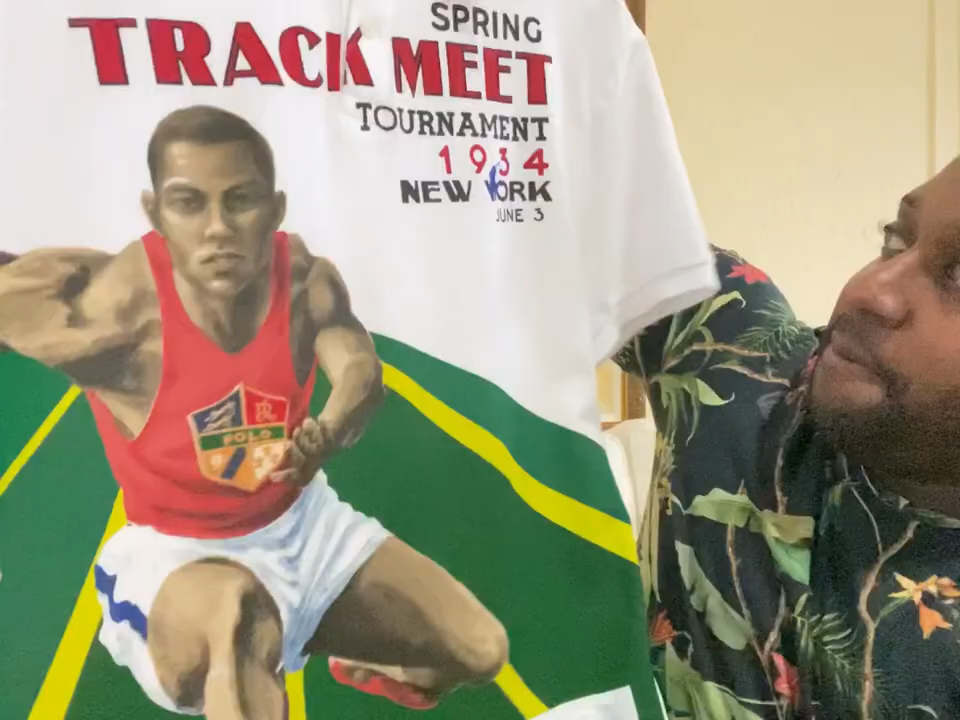 SPRING
TRACK MEET
TOURNAMENT
1934
NEW YORK
JUNE 3
POLO